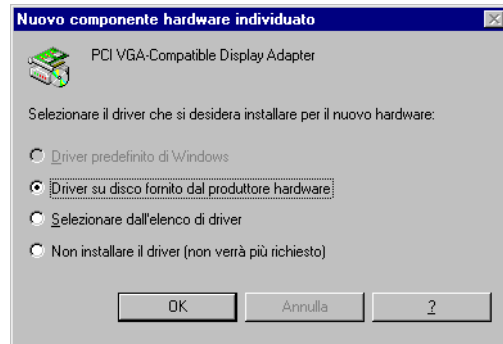 Nuovo componente hardware individuato
PCI VGA-Compatible Display Adapter
Selezionare il driver che si desidera installare per il nuovo hardware:
Driver predefinito di Windows
Driver su disco fornito dal produttore hardware
Selezionare dall'elenco di driver
Non installare il driver (non verrà più richiesto)
OK
Annulla
?